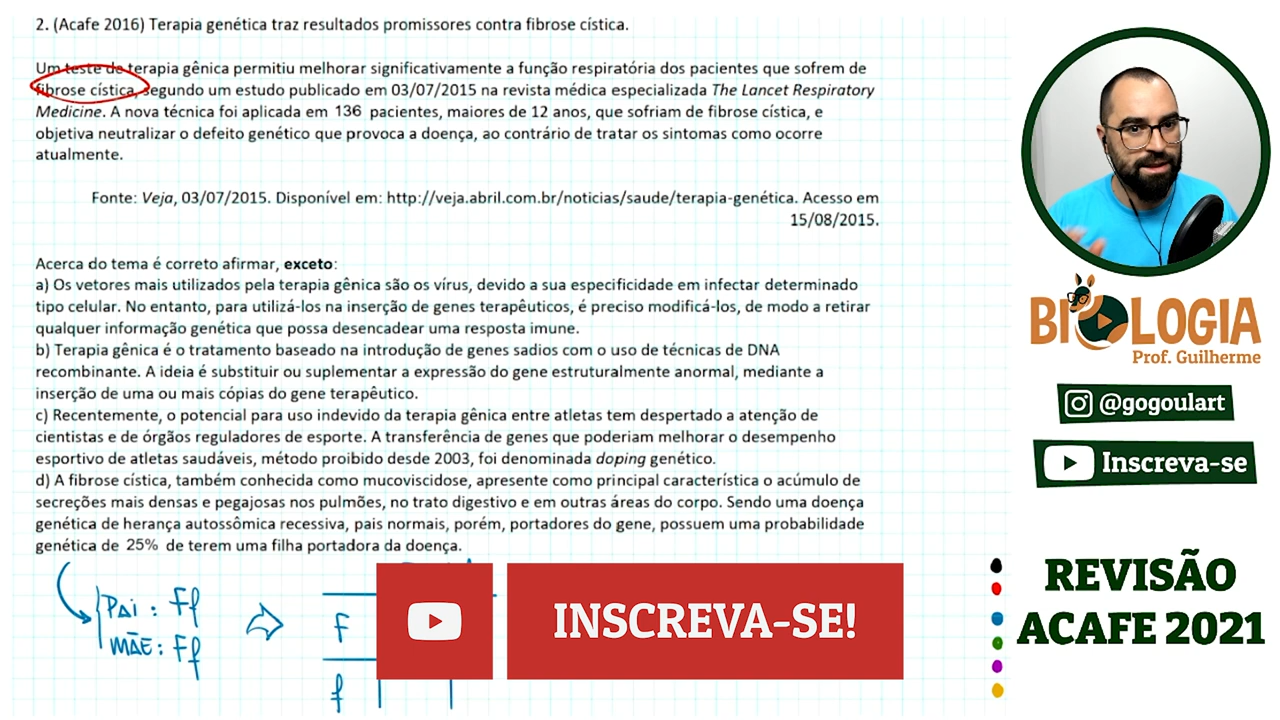 2. (Acafe 2016) Terapia genética traz resultados promissores contra fibrose cística.
Um teste de terapia gênica permitiu melhorar significativamente a função respiratória dos pacientes que sofrem de
fibrose cística, segundo um estudo publicado em 03/07/2015 na revista médica especializada The Lancet Respiratory
Medicine. A nova técnica foi aplicada em 136 pacientes, maiores de 12 anos, que sofriam de fibrose cística, e
objetiva neutralizar o defeito genético que provoca a doença, ao contrário de tratar os sintomas como ocorre
atualmente.
Fonte: Veja, 03/07/2015. Disponível em: http://veja.abril.com.br/noticias/saude/terapia-genética. Acesso em
15/08/2015.
Acerca do tema é correto afirmar, exceto:
a) Os vetores mais utilizados pela terapia gênica são os vírus, devido a sua especificidade em infectar determinado
tipo celular. No entanto, para utilizá-los na inserção de genes terapêuticos, é preciso modificá-los, de modo a retirar
qualquer informação genética que possa desencadear uma resposta imune.
b) Terapia gênica é o tratamento baseado na introdução de genes sadios com o uso de técnicas de DNA
recombinante. A ideia é substituir ou suplementar a expressão do gene estruturalmente anormal, mediante a
inserção de uma ou mais cópias do gene terapêutico.
c) Recentemente, o potencial para uso indevido da terapia gênica entre atletas tem despertado a atenção de
cientistas e de órgãos reguladores de esporte. A transferência de genes que poderiam melhorar o desempenho
esportivo de atletas saudáveis, método proibido desde 2003, foi denominada doping genético.
d) A fibrose cística, também conhecida como mucoviscidose, apresente como principal característica o acúmulo de
secreções mais densas e pegajosas nos pulmões, no trato digestivo e em outras áreas do corpo. Sendo uma doença
genética de herança autossômica recessiva, pais normais, porém, portadores do gene, possuem uma probabilidade
genética de 25% de terem uma filha portadora da doença.
PAi : Ff
MÃE : Ff
F
f
INSCREVA-SE!
BIOLOGIA
Prof. Guilherme
@gogoulart
Inscreva-se
REVISÃO
ACAFE 2021